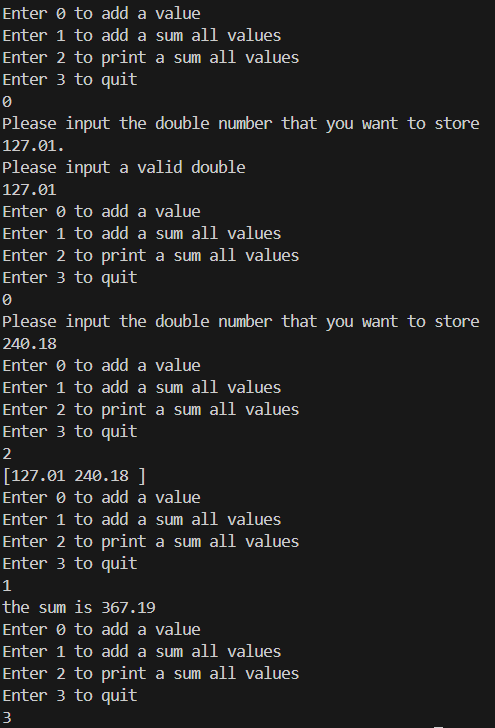 Enter 0 to add a value
Enter 1 to add a sum all values
Enter 2 to print a sum all values
Enter 3 to quit
0
Please input the double number that you want to store
127.01.
Please input a valid double
127.01
Enter 0 to add a value
Enter 1 to add a sum all values
Enter 2 to print a sum all values
Enter 3 to quit
0
Please input the double number that you want to store
240.18
Enter 0 to add a value
Enter 1 to add a sum all values
Enter 2 to print a sum all values
Enter 3 to quit
2
[127.01 240.18 ]
Enter 0 to add a value
Enter 1 to add a sum all values
Enter 2 to print a sum all values
Enter 3 to quit
1
the sum is 367.19
Enter 0 to add a value
Enter 1 to add a sum all values
Enter 2 to print a sum all values
Enter 3 to quit
3